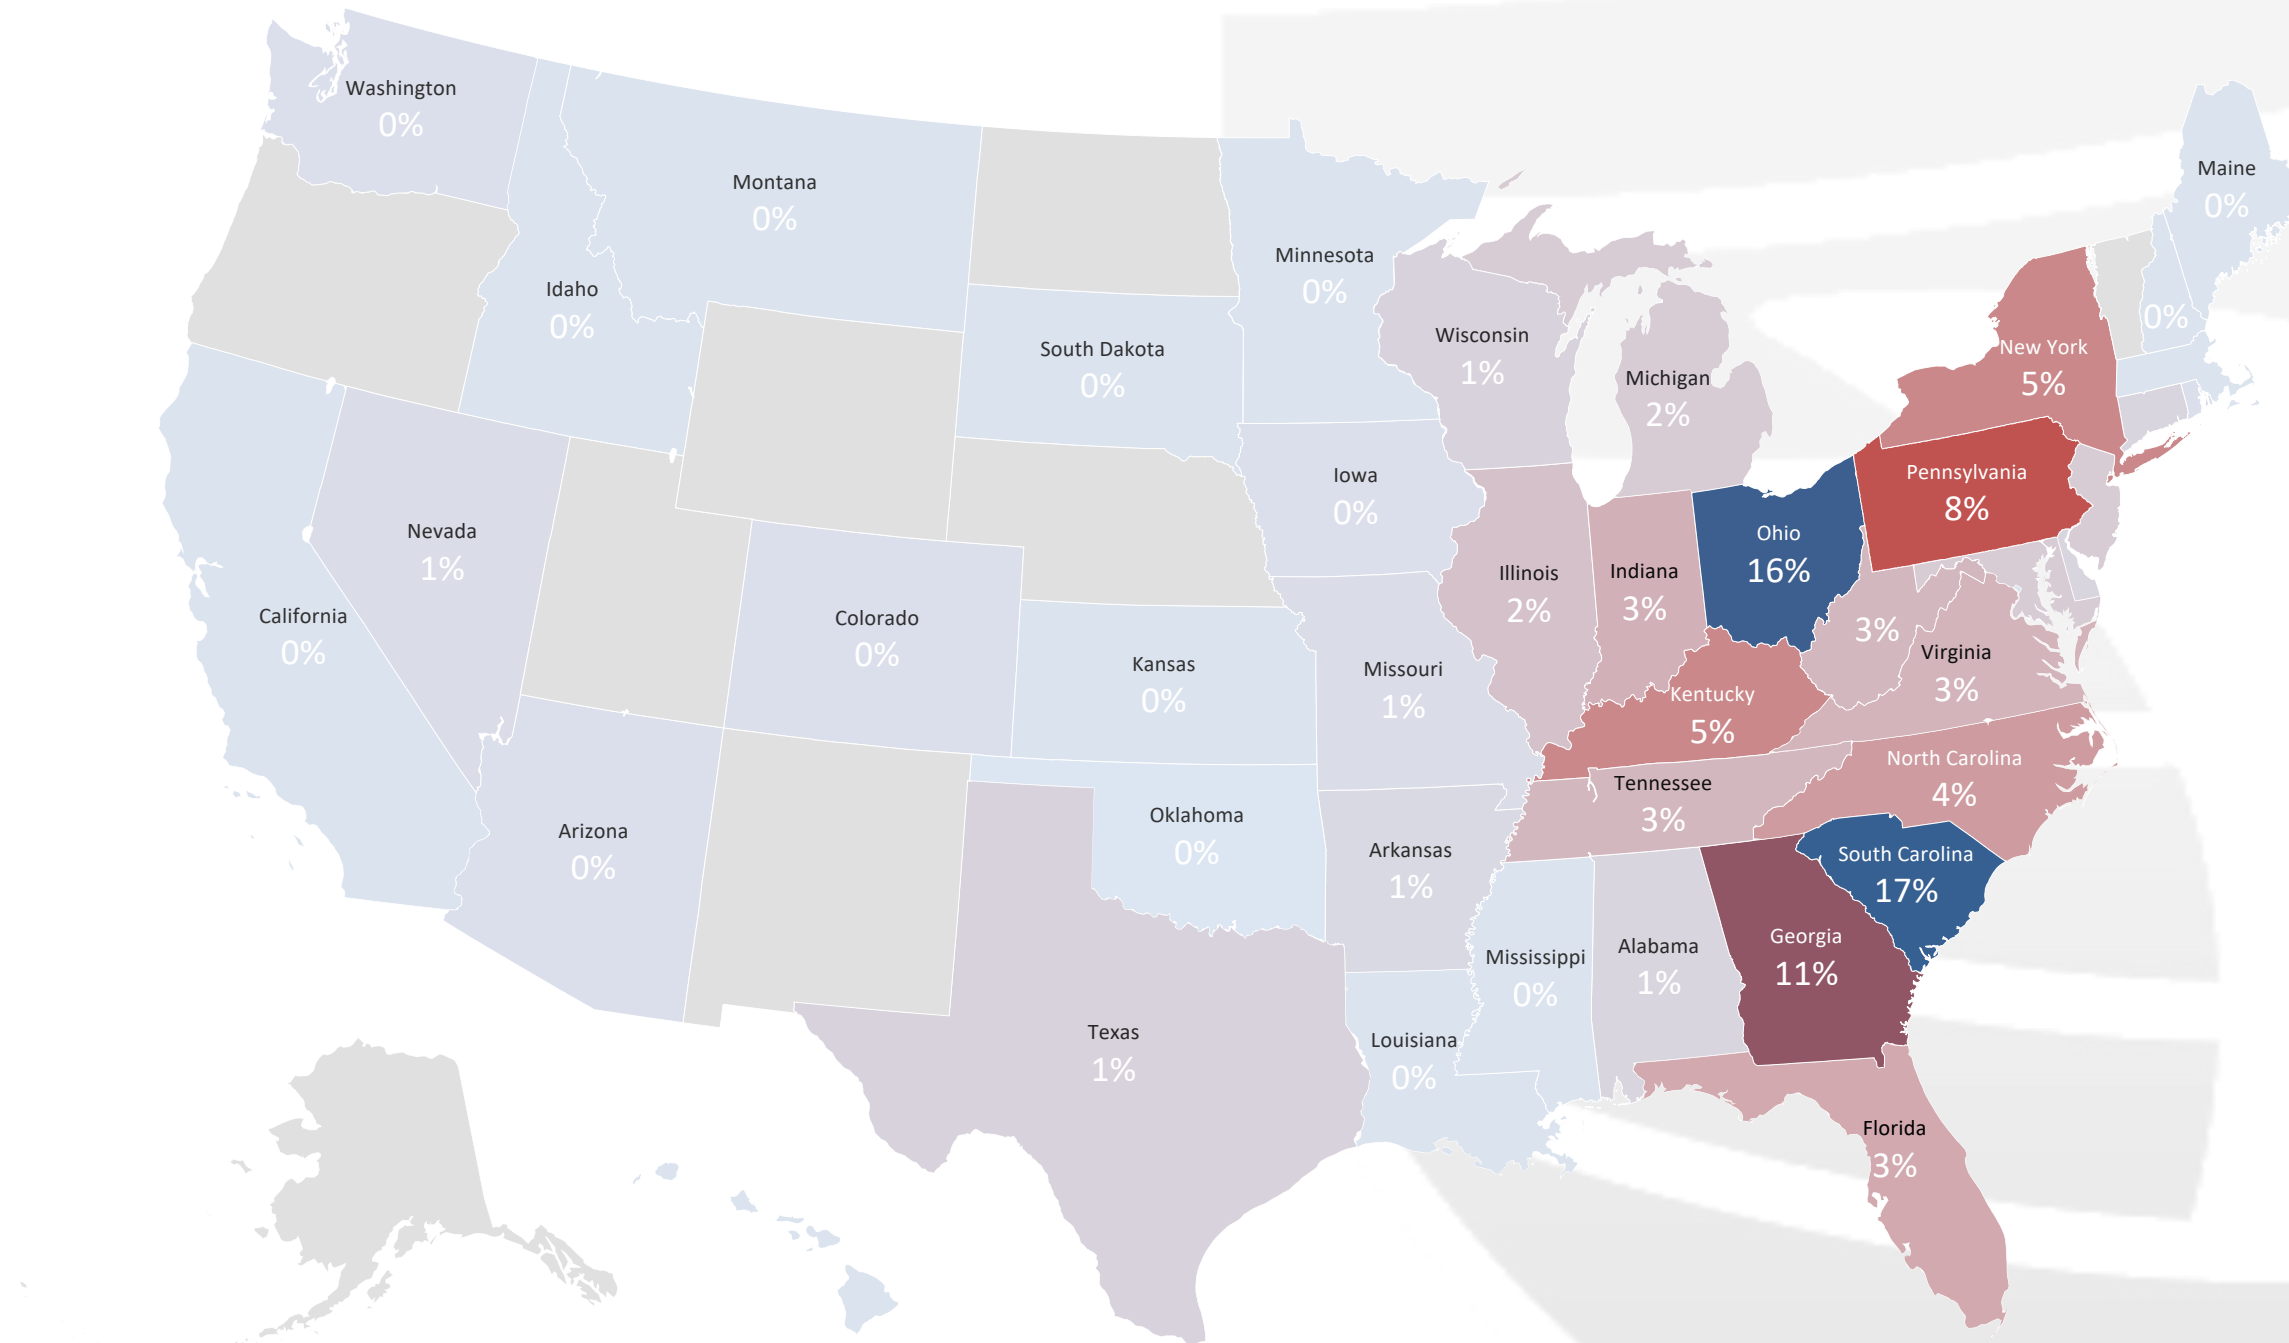 Washington
0%
Montana
0%
Idaho
0%
Minnesota
0%
South Dakota
0%
Wisconsin
1%
Michigan
2%
Maine
0%
0%
New York
5%
Pennsylvania
8%
Iowa
0%
Nevada
1%
Ohio
16%
Illinois
2%
Indiana
3%
California
0%
Colorado
0%
Kansas
0%
Missouri
1%
3%
Virginia
3%
Kentucky
5%
North Carolina
4%
Tennessee
3%
Arizona
0%
Oklahoma
0%
Arkansas
1%
South Carolina
17%
Georgia
11%
Alabama
1%
Mississippi
0%
Texas
1%
Louisiana
0%
Florida
3%